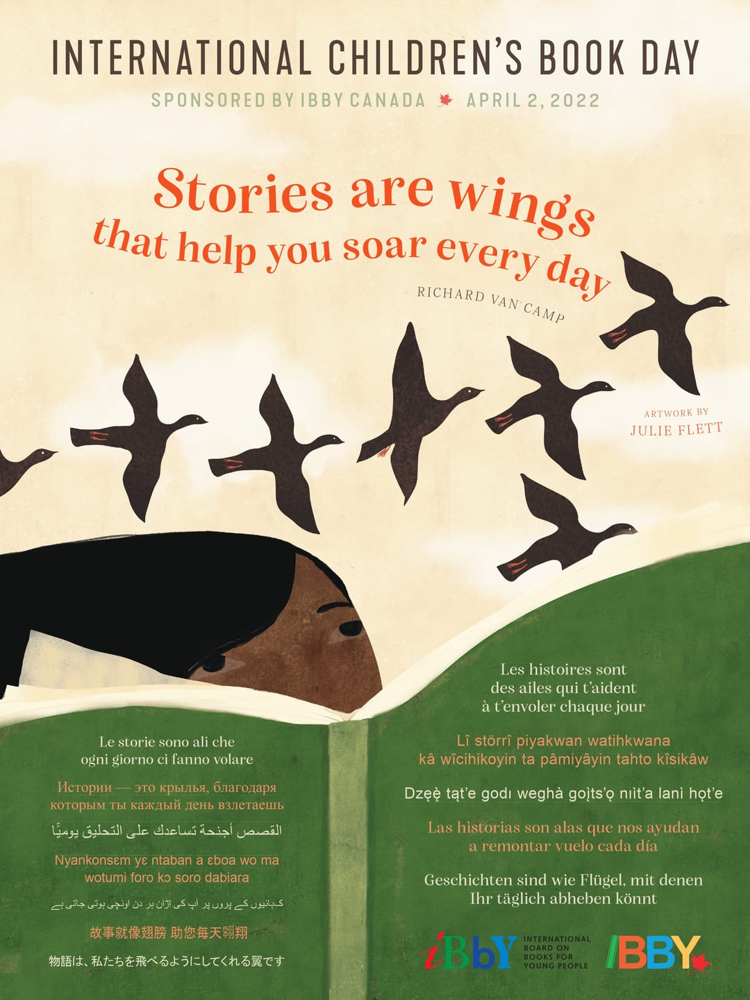 INTERNATIONAL CHILDREN'S BOOK DAY
SPONSORED BY IBBY CANADA APRIL 2, 2022
Stories are wings
that help you soar every day
RICHARD VAN CAMP
ARTWORK BY
JULIE FLETT
Le storie sono ali che
ogni giorno ci fanno volare
Истории — это крылья, благодаря
которым ты каждый день взлетаешь
القصص أجنحة تساعدك على التحليق يوميًّا
Nyankonsɛm yɛ ntaban a ɛboa wo ma
wotumi foro kɔ soro dabiara
کہانیوں کے پروں پر آپ کی اڑان ہر دن اونچی ہوتی جاتی ہے
故事就像翅膀 助您每天翱翔
物語は、私たちを飛べるようにしてくれる翼です
Les histoires sont
des ailes qui t'aident
à t'envoler chaque jour
Lî störrî piyakwan watihkwana
kâ wîcihikoyin ta pâmiyâyin tahto kîsikâw
Dzęę̀ tąt'e godı weghà goı̨̀ts'ǫ nıìt'a lanì hǫt'e
Las historias son alas que nos ayudan
a remontar vuelo cada día
Geschichten sind wie Flügel, mit denen
Ihr täglich abheben könnt
iBbY
INTERNATIONAL
BOARD ON
BOOKS FOR
YOUNG PEOPLE
IBBY